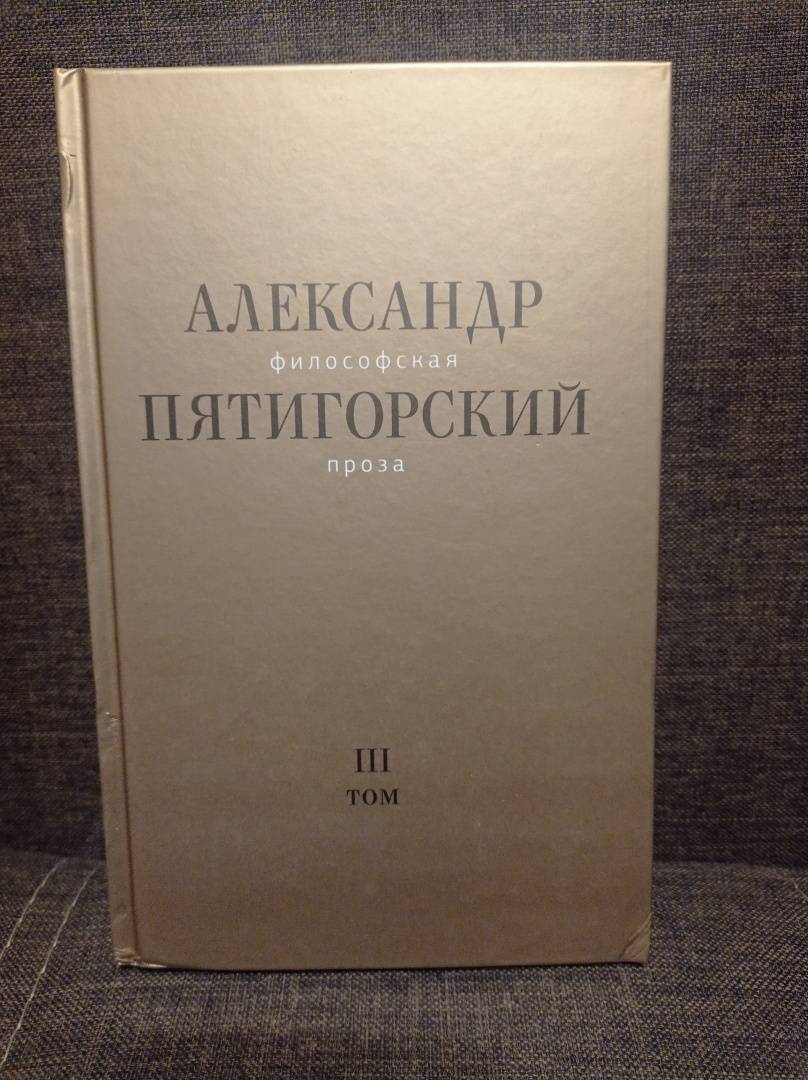 АЛЕКСАНДР
философская
ПЯТИГОРСКИЙ
проза
III
ТОМ